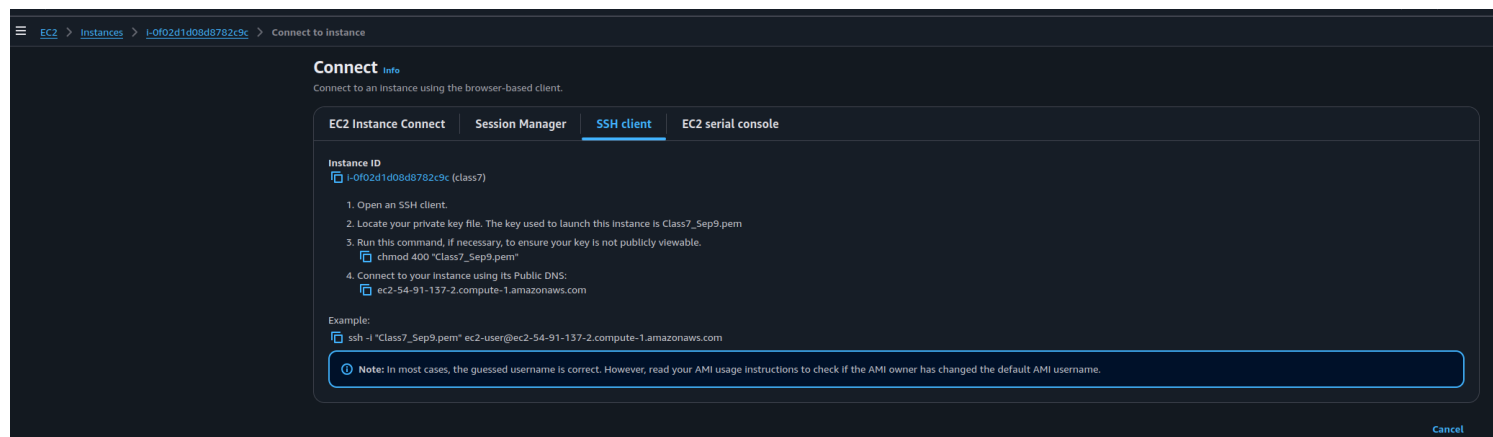 EC2 > Instances > i-0f02d1d08d8782c9c > Connect to instance
Connect Info
Connect to an instance using the browser-based client.
EC2 Instance Connect Session Manager SSH client EC2 serial console
Instance ID
i-0f02d1d08d8782c9c (class7)
1. Open an SSH client.
2. Locate your private key file. The key used to launch this instance is Class7_Sep9.pem
3. Run this command, if necessary, to ensure your key is not publicly viewable.
chmod 400 "Class7_Sep9.pem"
4. Connect to your instance using its Public DNS:
ec2-54-91-137-2.compute-1.amazonaws.com
Example:
ssh -i "Class7_Sep9.pem" ec2-user@ec2-54-91-137-2.compute-1.amazonaws.com
Note: In most cases, the guessed username is correct. However, read your AMI usage instructions to check if the AMI owner has changed the default AMI username.
Cancel